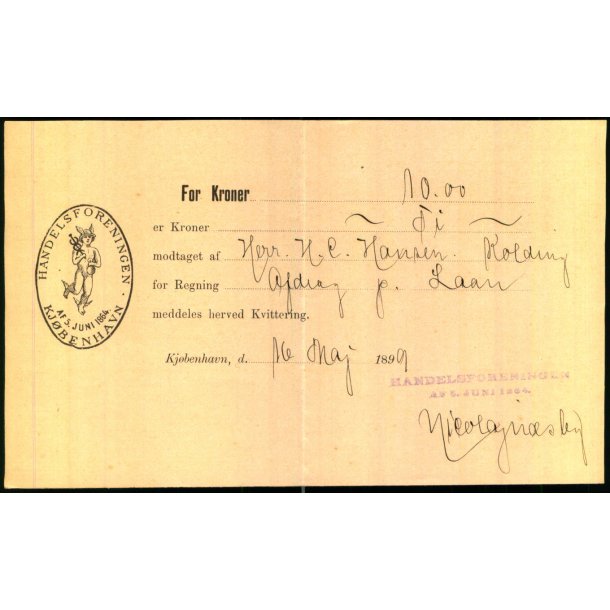 HANDELSFORENINGEN
AF 5. JUNI 1864.
KJØBENHAVN.
For Kroner 10.00
er Kroner ~ Ti ~
modtaget af Herr. H. C. Hansen. Kolding
for Regning Afdrag p. Laan
meddeles herved Kvittering.
Kjøbenhavn, d. 16 Maj 1899
HANDELSFORENINGEN
AF 5. JUNI 1864.